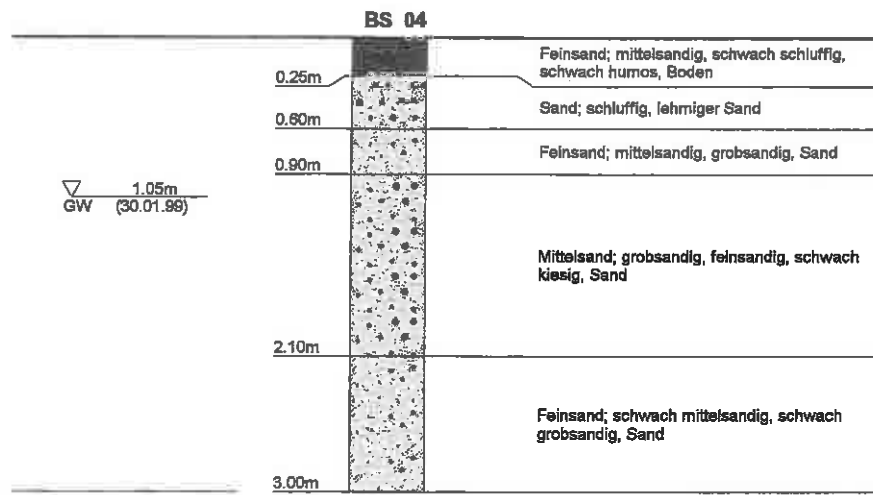 BS 04
Feinsand; mittelsandig, schwach schluffig,
schwach humos, Boden
0.25m
Sand; schluffig, lehmiger Sand
0.60m
Feinsand; mittelsandig, grobsandig, Sand
0.90m
1.05m
GW (30.01.99)
Mittelsand; grobsandig, feinsandig, schwach
kiesig, Sand
2.10m
Feinsand; schwach mittelsandig, schwach
grobsandig, Sand
3.00m